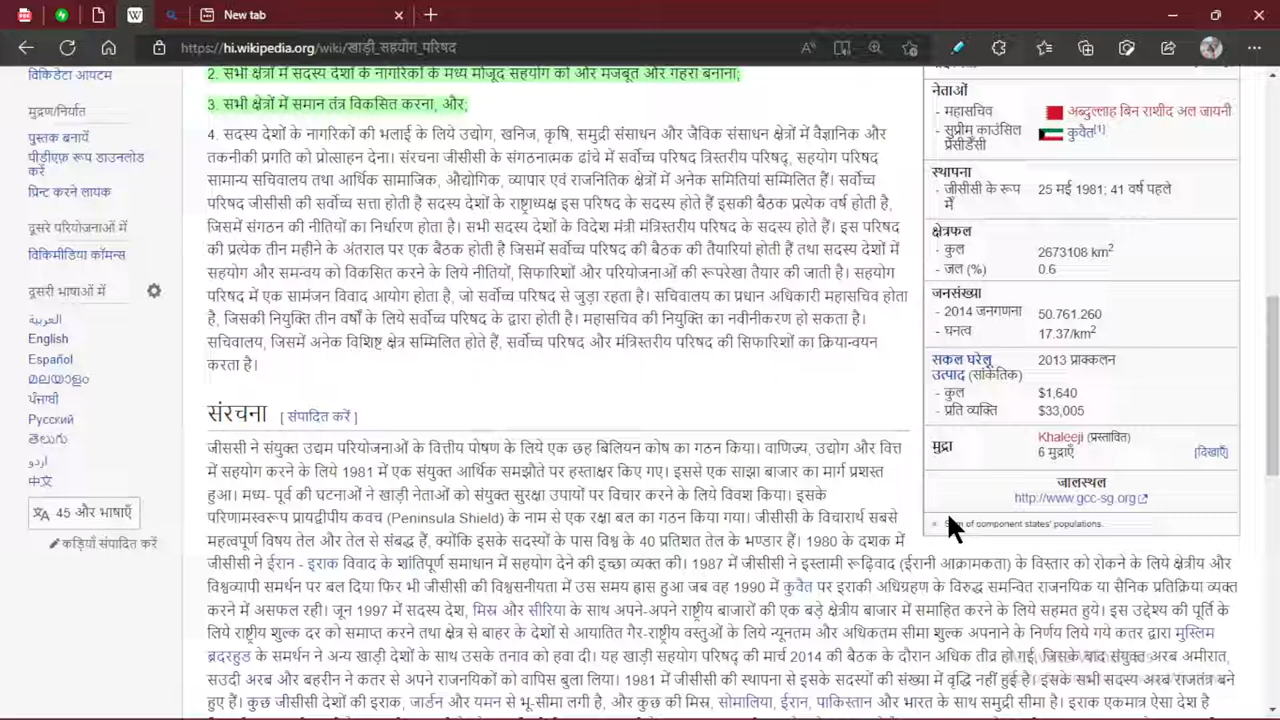 New tab
https://hi.wikipedia.org/wiki/खाड़ी_सहयोग_परिषद
विकिडेटा आयटम
मुद्रण/निर्यात
पुस्तक बनायें
पीडीएफ़ रूप डाउनलोड
करें
प्रिन्ट करने लायक
दूसरे परियोजनाओं में
विकिमीडिया कॉमन्स
दूसरी भाषाओं में
العربية
English
Español
മലയാളം
ਪੰਜਾਬੀ
Русский
తెలుగు
اردو
中文
45 और भाषाएँ
कड़ियाँ संपादित करें
2. सभी क्षेत्रों में सदस्य देशों के नागरिकों के मध्य मौजूद सहयोग को और मजबूत और गहरा बनाना;
3. सभी क्षेत्रों में समान तंत्र विकसित करना, और;
4. सदस्य देशों के नागरिकों की भलाई के लिये उद्योग, खनिज, कृषि, समुद्री संसाधन और जैविक संसाधन क्षेत्रों में वैज्ञानिक और
तकनीकी प्रगति को प्रोत्साहन देना। संरचना जीसीसी के संगठनात्मक ढांचे में सर्वोच्च परिषद त्रिस्तरीय परिषद्, सहयोग परिषद
सामान्य सचिवालय तथा आर्थिक सामाजिक, औद्योगिक, व्यापार एवं राजनितिक क्षेत्रों में अनेक समितियां सम्मिलित हैं। सर्वोच्च
परिषद जीसीसी की सर्वोच्च सत्ता होती है सदस्य देशों के राष्ट्राध्यक्ष इस परिषद के सदस्य होते हैं इसकी बैठक प्रत्येक वर्ष होती है,
जिसमें संगठन की नीतियों का निर्धारण होता है। सभी सदस्य देशों के विदेश मंत्री मंत्रिस्तरीय परिषद के सदस्य होते हैं। इस परिषद
की प्रत्येक तीन महीने के अंतराल पर एक बैठक होती है जिसमें सर्वोच्च परिषद की बैठक की तैयारियां होती हैं तथा सदस्य देशों में
सहयोग और समन्वय को विकसित करने के लिये नीतियों, सिफारिशों और परियोजनाओं की रूपरेखा तैयार की जाती है। सहयोग
परिषद में एक सामंजन विवाद आयोग होता है, जो सर्वोच्च परिषद से जुड़ा रहता है। सचिवालय का प्रधान अधिकारी महासचिव होता
है, जिसकी नियुक्ति तीन वर्षों के लिये सर्वोच्च परिषद के द्वारा होती है। महासचिव की नियुक्ति का नवीनीकरण हो सकता है।
सचिवालय, जिसमें अनेक विशिष्ट क्षेत्र सम्मिलित होते हैं, सर्वोच्च परिषद और मंत्रिस्तरीय परिषद की सिफारिशों का क्रियान्वयन
करता है।
संरचना [ संपादित करें ]
जीससी ने संयुक्त उद्यम परियोजनाओं के वित्तीय पोषण के लिये एक छह बिलियन कोष का गठन किया। वाणिज्य, उद्योग और वित्त
में सहयोग करने के लिये 1981 में एक संयुक्त आर्थिक समझौते पर हस्ताक्षर किए गए। इससे एक साझा बाजार का मार्ग प्रशस्त
हुआ। मध्य- पूर्व की घटनाओं ने खाड़ी नेताओं को संयुक्त सुरक्षा उपायों पर विचार करने के लिये विवश किया। इसके
परिणामस्वरूप प्रायद्वीपीय कवच (Peninsula Shield) के नाम से एक रक्षा बल का गठन किया गया। जीसीसी के विचारार्थ सबसे
महत्वपूर्ण विषय तेल और तेल से संबद्ध हैं, क्योंकि इसके सदस्यों के पास विश्व के 40 प्रतिशत तेल के भण्डार हैं। 1980 के दशक में
जीसीसी ने ईरान - इराक विवाद के शांतिपूर्ण समाधान में सहयोग देने की इच्छा व्यक्त की। 1987 में जीसीसी ने इस्लामी रूढ़िवाद (ईरानी आक्रामकता) के विस्तार को रोकने के लिए क्षेत्रीय और
विश्वव्यापी समर्थन पर बल दिया फिर भी जीसीसी की विश्वसनीयता में उस समय ह्रास हुआ जब वह 1990 में कुवैत पर इराकी अधिग्रहण के विरुद्ध समन्वित राजनयिक या सैनिक प्रतिक्रिया व्यक्त
करने में असफल रही। जून 1997 में सदस्य देश, मिस्र और सीरिया के साथ अपने-अपने राष्ट्रीय बाजारों की एक बड़े क्षेत्रीय बाजार में समाहित करने के लिए सहमत हुये। इस उद्देश्य की पूर्ति के
लिये राष्ट्रीय शुल्क दर को समाप्त करने तथा क्षेत्र से बाहर के देशों से आयातित गैर-राष्ट्रीय वस्तुओं के लिये न्यूनतम और अधिकतम सीमा शुल्क अपनाने के निर्णय लिये गये कतर द्वारा मुस्लिम
ब्रदरहुड के समर्थन ने अन्य खाड़ी देशों के साथ उसके तनाव को हवा दी। यह खाड़ी सहयोग परिषद् की मार्च 2014 की बैठक के दौरान अधिक तीव्र हो गई, जिसके बाद संयुक्त अरब अमीरात,
सउदी अरब और बहरीन ने कतर से अपने राजनयिकों को वापिस बुला लिया। 1981 में जीसीसी की स्थापना से इसके सदस्यों की संख्या में वृद्धि नहीं हुई है। इसके सभी सदस्य अरब राजतंत्र बने
हुए हैं। कुछ जीसीसी देशों की इराक, जार्डन और यमन से भू-सीमा लगी है, और कुछ की मिस्र, सोमालिया, ईरान, पाकिस्तान और भारत के साथ समुद्री सीमा है। इराक एकमात्र ऐसा देश है
नेताओं
- महासचिव अब्दुल्लाह बिन राशीद अल जायनी
- सुप्रीम काउंसिल कुवैत[1]
प्रीसीडेंसी
स्थापना
- जीसीसी के रूप 25 मई 1981; 41 वर्ष पहले
में
क्षेत्रफल
- कुल 2673108 km2
- जल (%) 0.6
जनसंख्या
- 2014 जनगणना 50.761.260
- घनत्व 17.37/km2
सकल घरेलू 2013 प्राक्कलन
उत्पाद (सांकेतिक)
- कुल $1,640
- प्रति व्यक्ति $33,005
मुद्रा Khaleeji (प्रस्तावित)
6 मुद्राएँ [दिखाएँ]
जालस्थल
http://www.gcc-sg.org
of component states' populations.